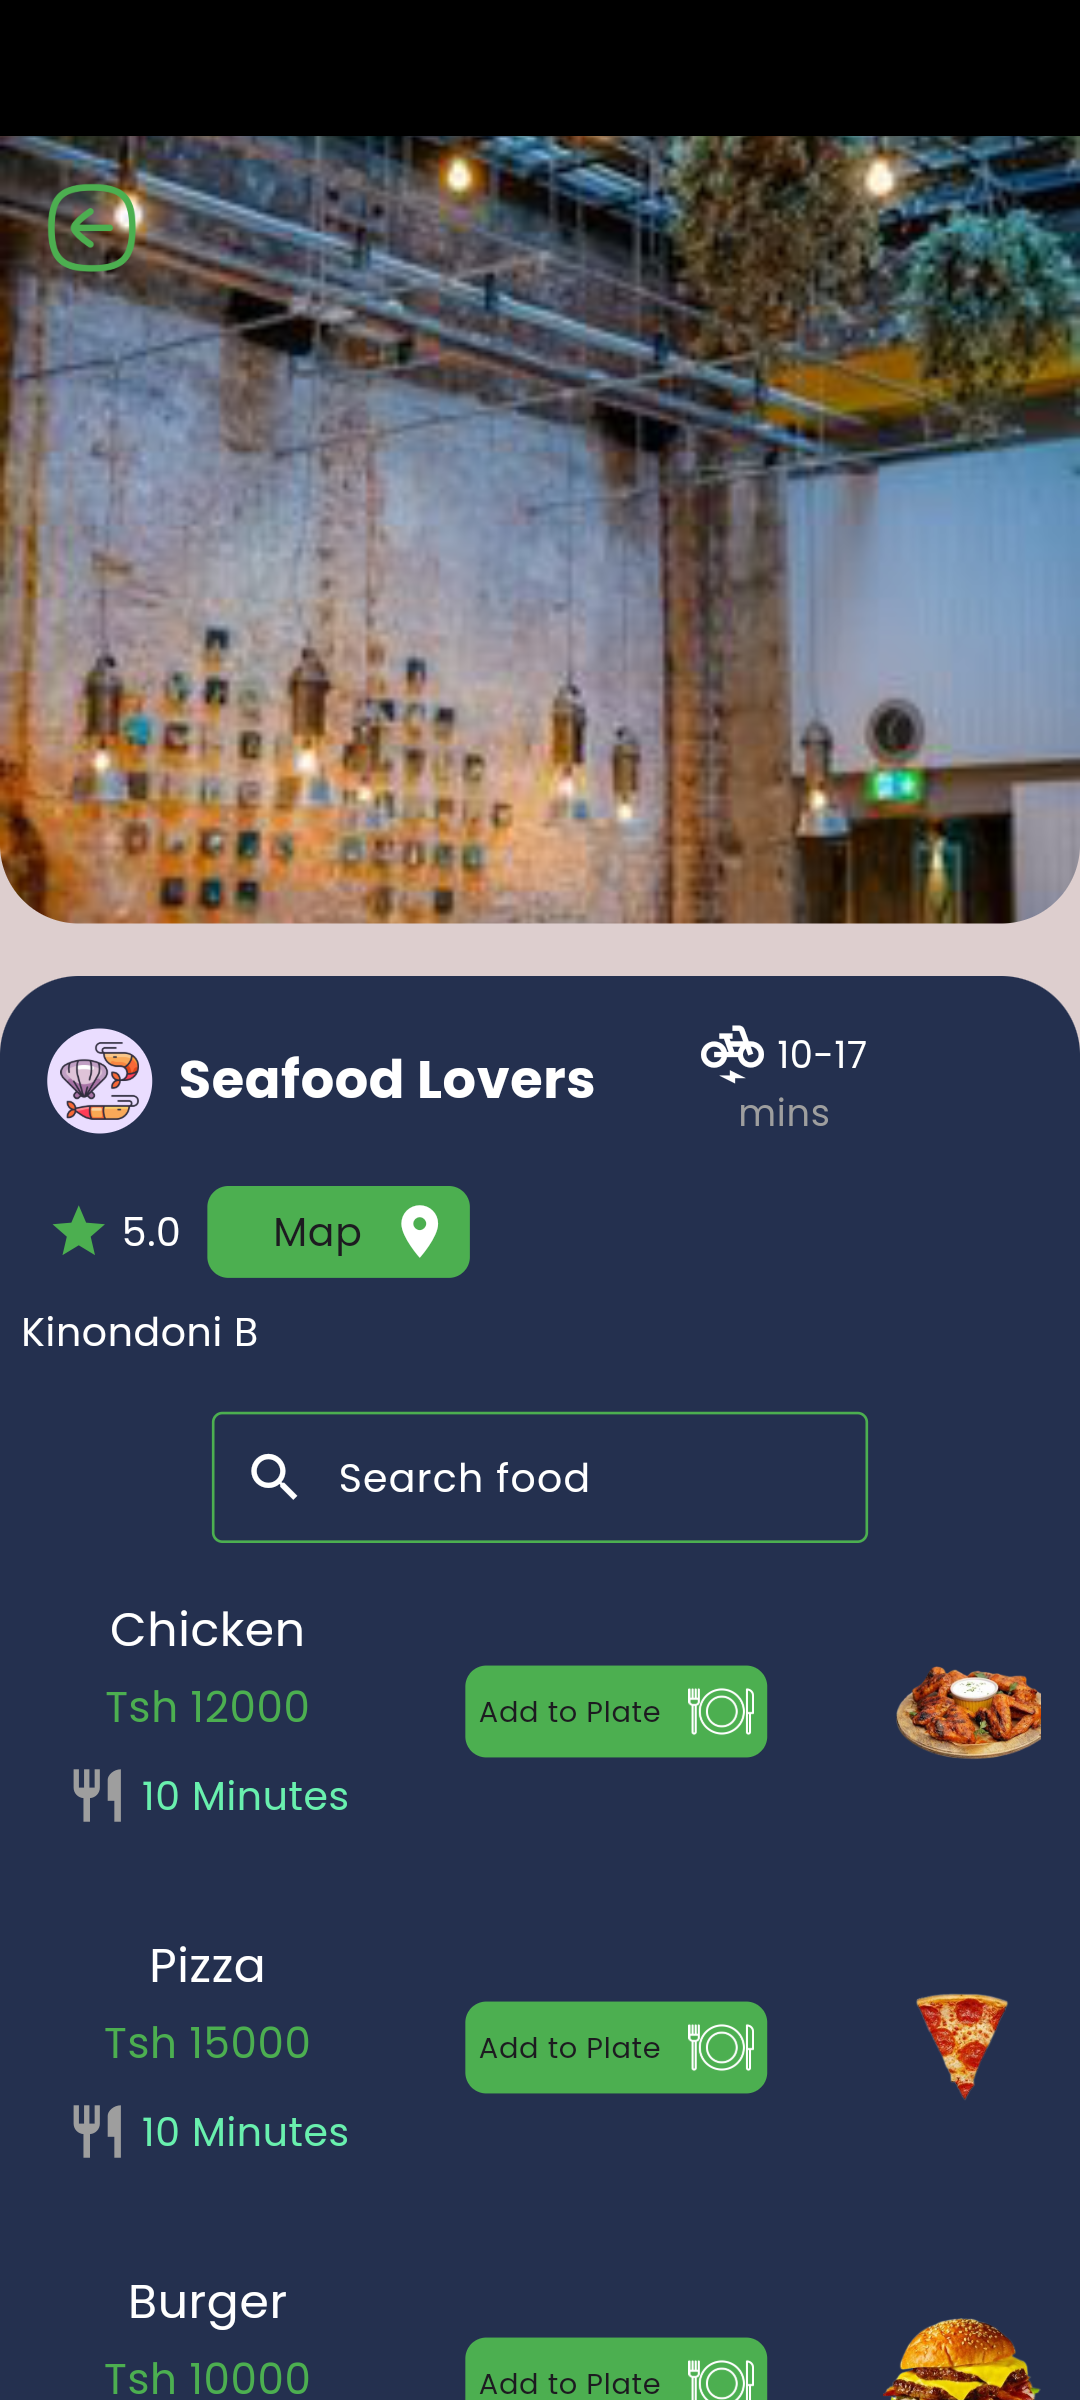 Seafood Lovers
10-17
mins
5.0
Map
Kinondoni B
Search food
Chicken
Tsh 12000
Add to Plate
10 Minutes
Pizza
Tsh 15000
Add to Plate
10 Minutes
Burger
Tsh 10000
Add to Plate